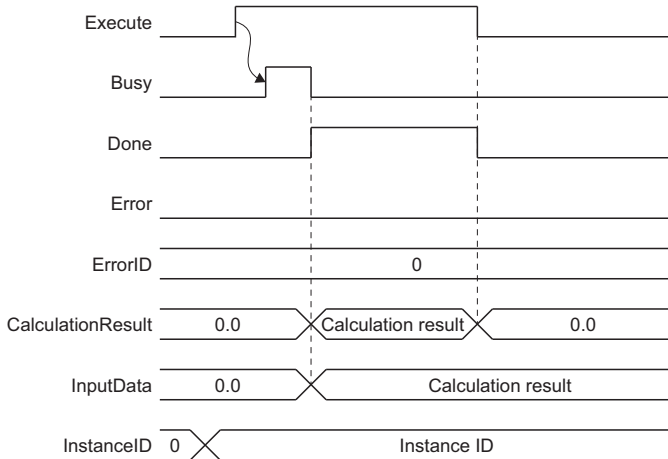 Execute
Busy
Done
Error
ErrorID 0
CalculationResult 0.0 Calculation result 0.0
InputData 0.0 Calculation result
InstanceID 0 Instance ID